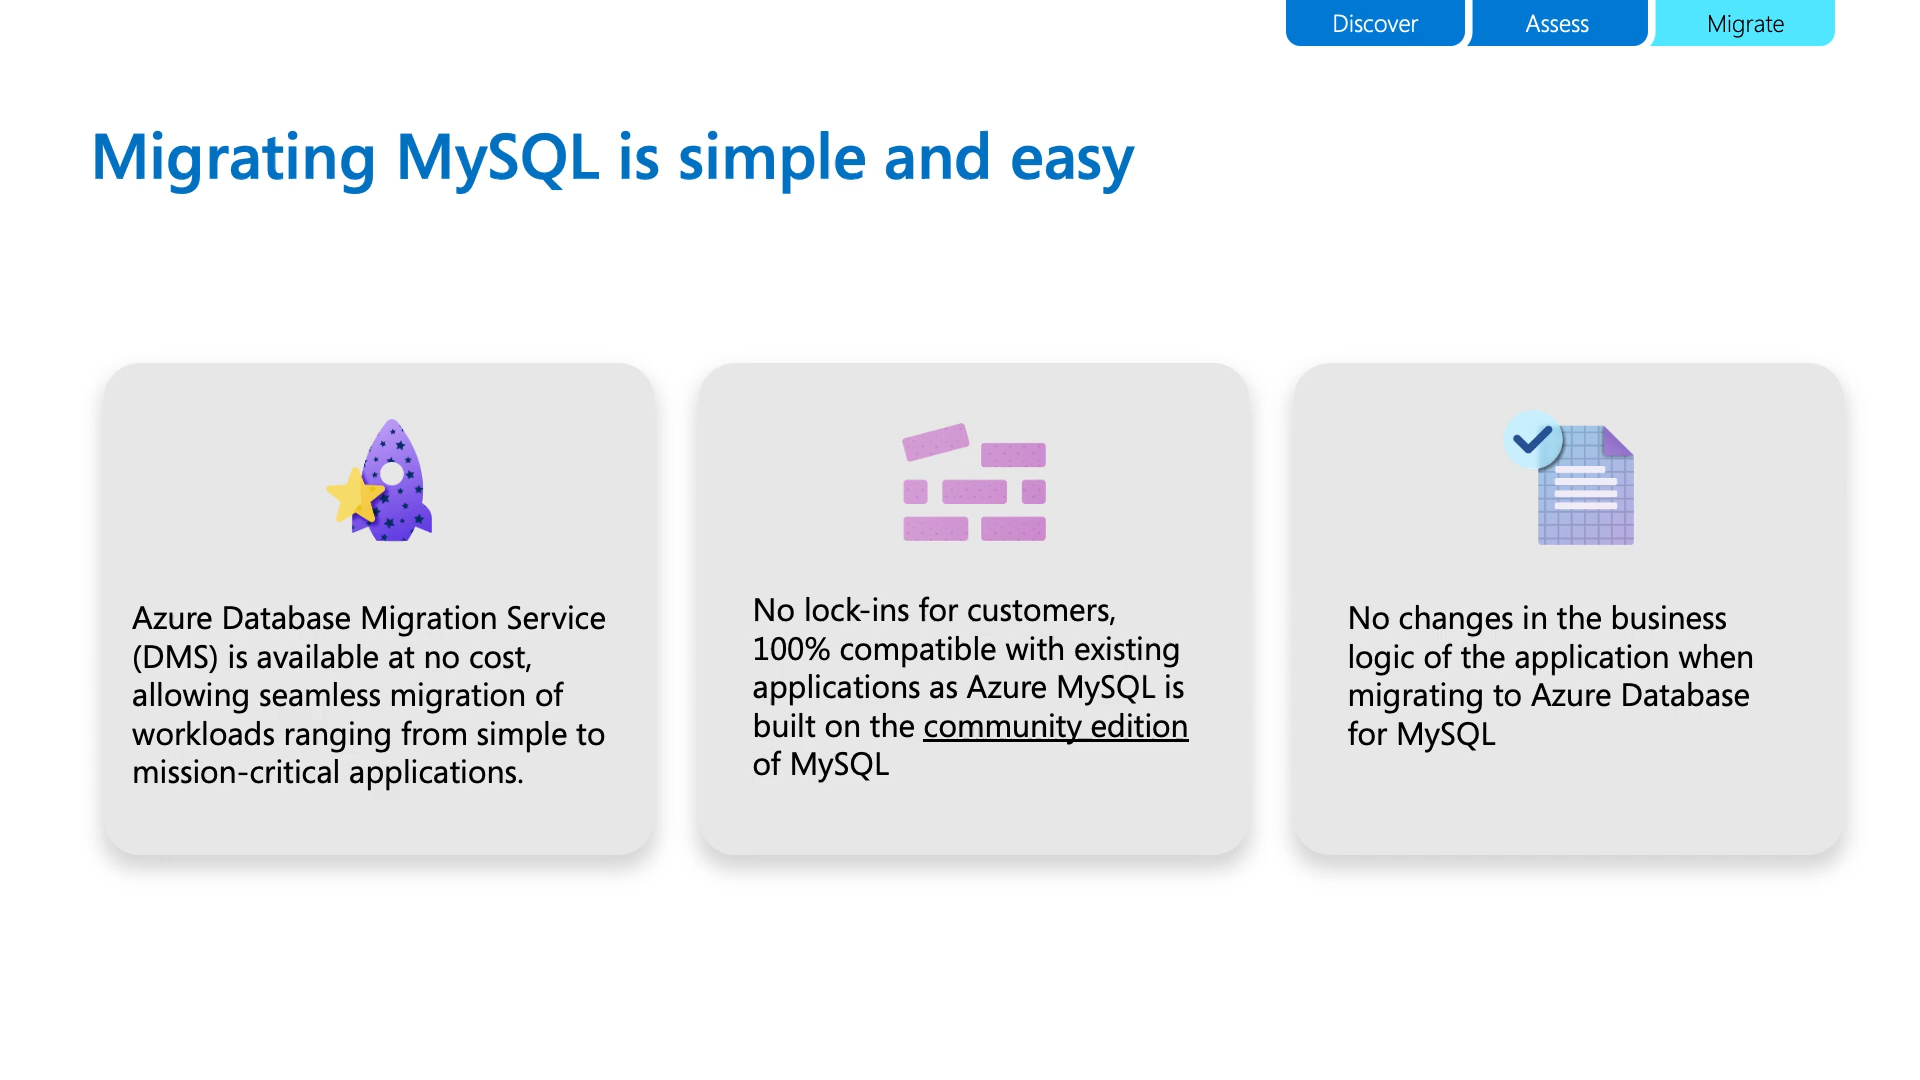 Discover
Assess
Migrate
Migrating MySQL is simple and easy
Azure Database Migration Service
(DMS) is available at no cost,
allowing seamless migration of
workloads ranging from simple to
mission-critical applications.
No lock-ins for customers,
100% compatible with existing
applications as Azure MySQL is
built on the community edition
of MySQL
No changes in the business
logic of the application when
migrating to Azure Database
for MySQL